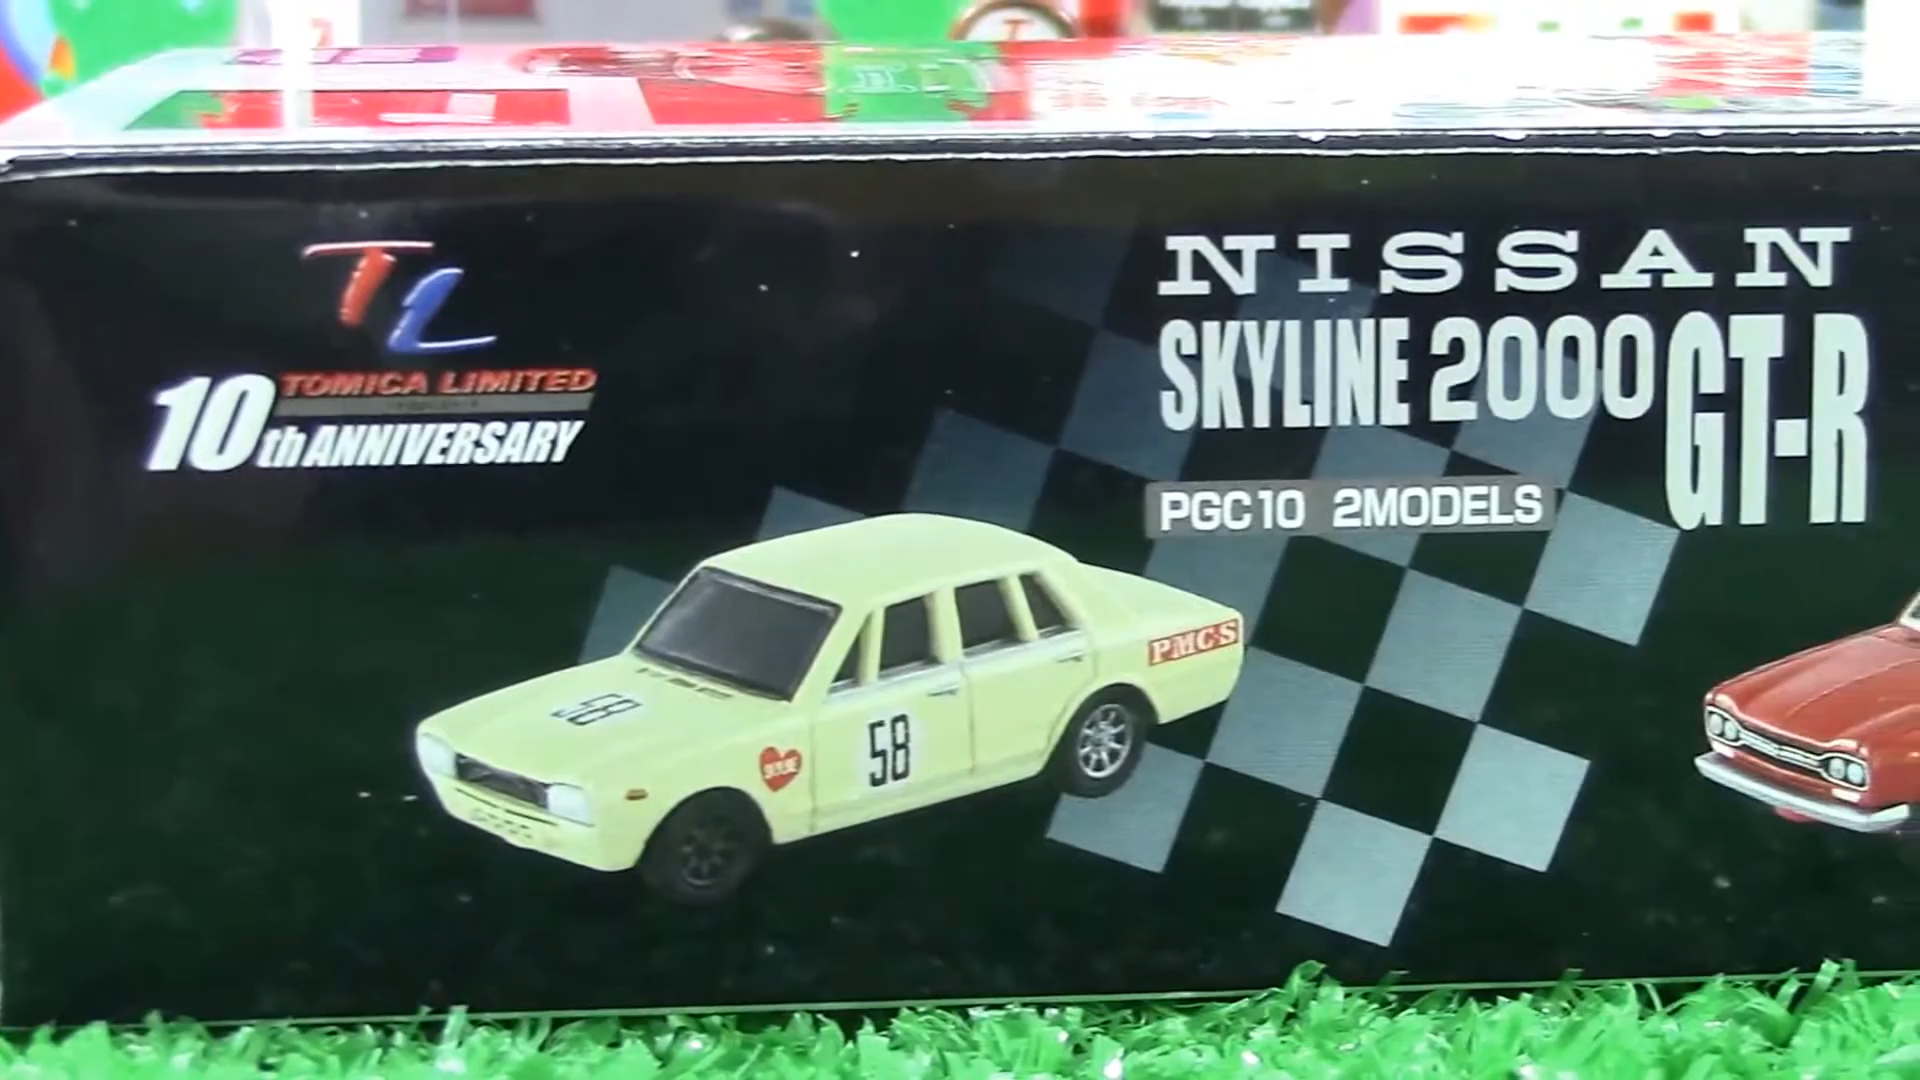 TL
TOMICA LIMITED
10th ANNIVERSARY
NISSAN
SKYLINE 2000 GT-R
PGC10 2MODELS
58
58
PMCS